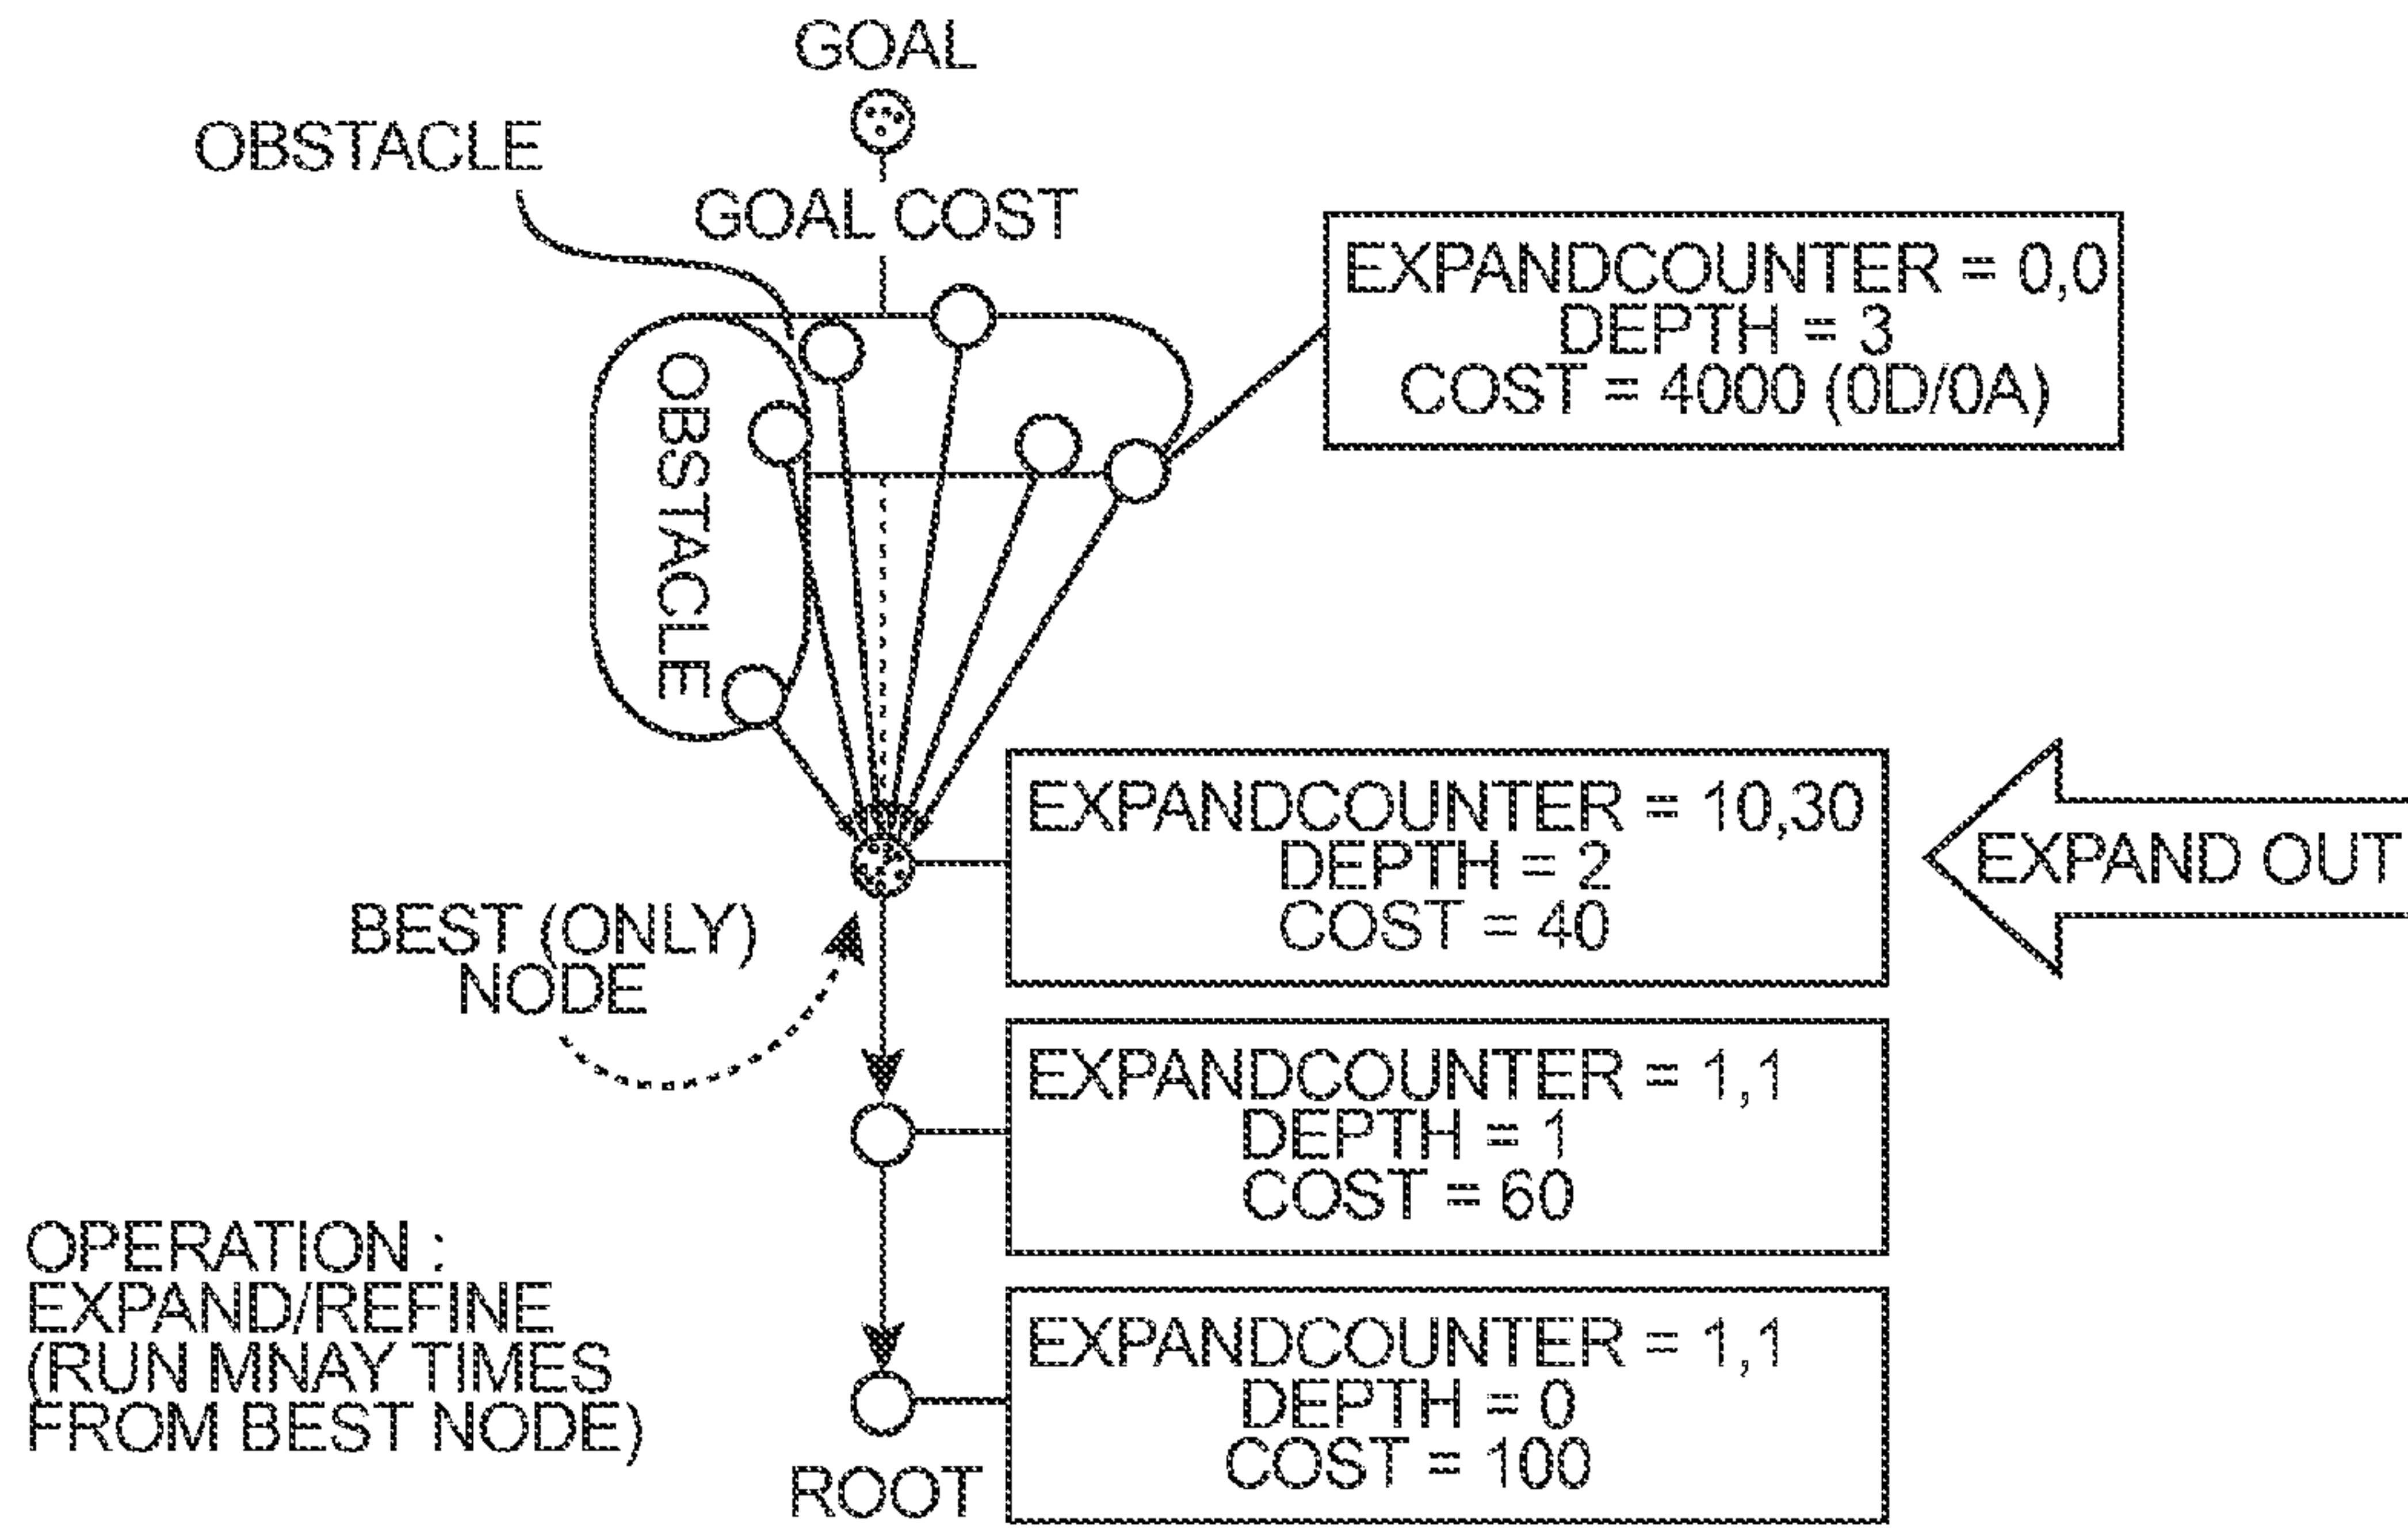 GOAL
OBSTACLE
GOAL COST
EXPANDCOUNTER = 0,0
DEPTH = 3
COST = 4000 (0D/0A)
OBSTACLE
EXPANDCOUNTER = 10,30
DEPTH = 2
COST = 40
EXPAND OUT
BEST (ONLY)
NODE
EXPANDCOUNTER = 1,1
DEPTH = 1
COST = 60
OPERATION :
EXPAND/REFINE
(RUN MNAY TIMES
FROM BEST NODE)
EXPANDCOUNTER = 1,1
DEPTH = 0
COST = 100
ROOT